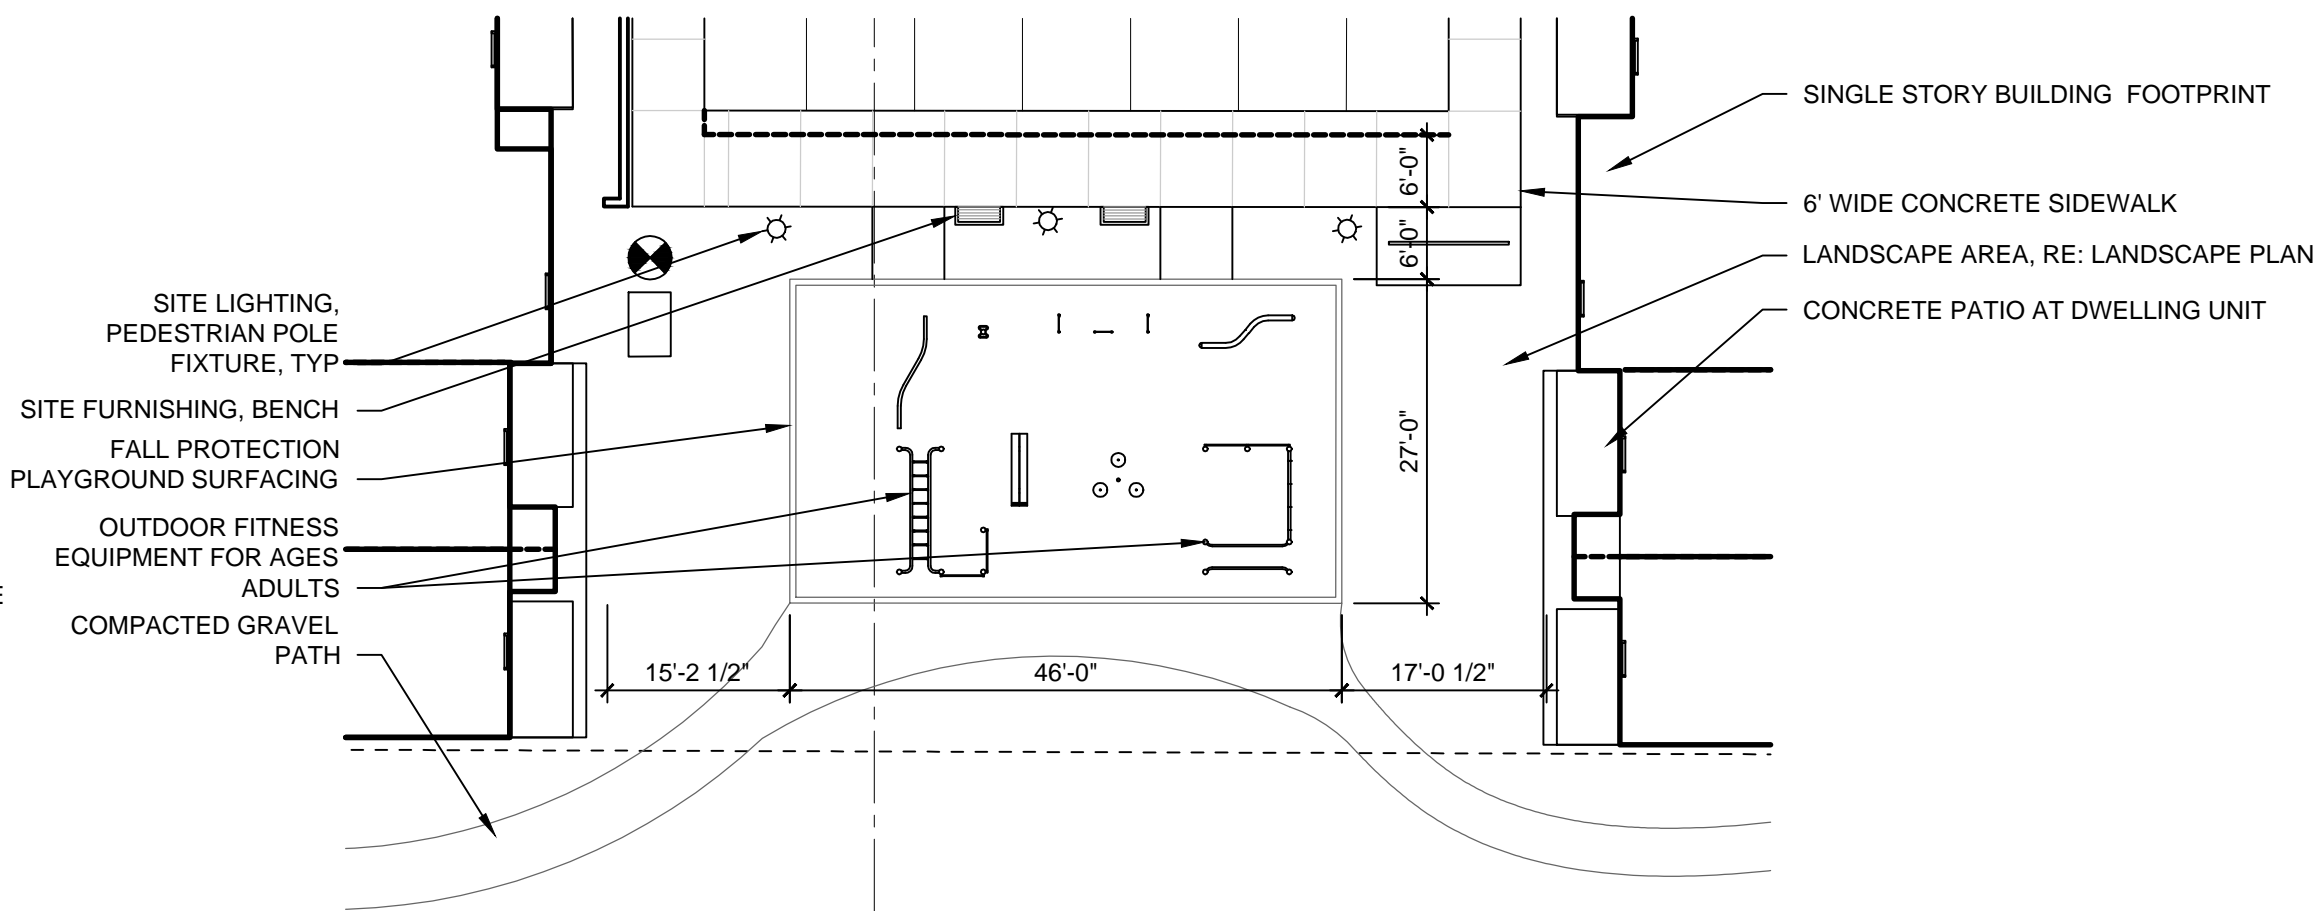 SITE LIGHTING,
PEDESTRIAN POLE
FIXTURE, TYP
SITE FURNISHING, BENCH
FALL PROTECTION
PLAYGROUND SURFACING
OUTDOOR FITNESS
EQUIPMENT FOR AGES
ADULTS
E
COMPACTED GRAVEL
PATH
6'-0"
6'-0"
27'-0"
15'-2 1/2"
46'-0"
17'-0 1/2"
SINGLE STORY BUILDING FOOTPRINT
6' WIDE CONCRETE SIDEWALK
LANDSCAPE AREA, RE: LANDSCAPE PLAN
CONCRETE PATIO AT DWELLING UNIT